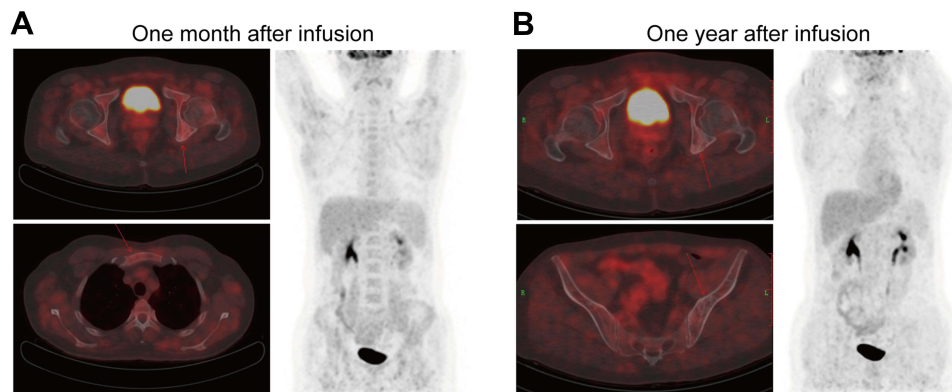 A
One month after infusion
B
One year after infusion
R
L
R
L